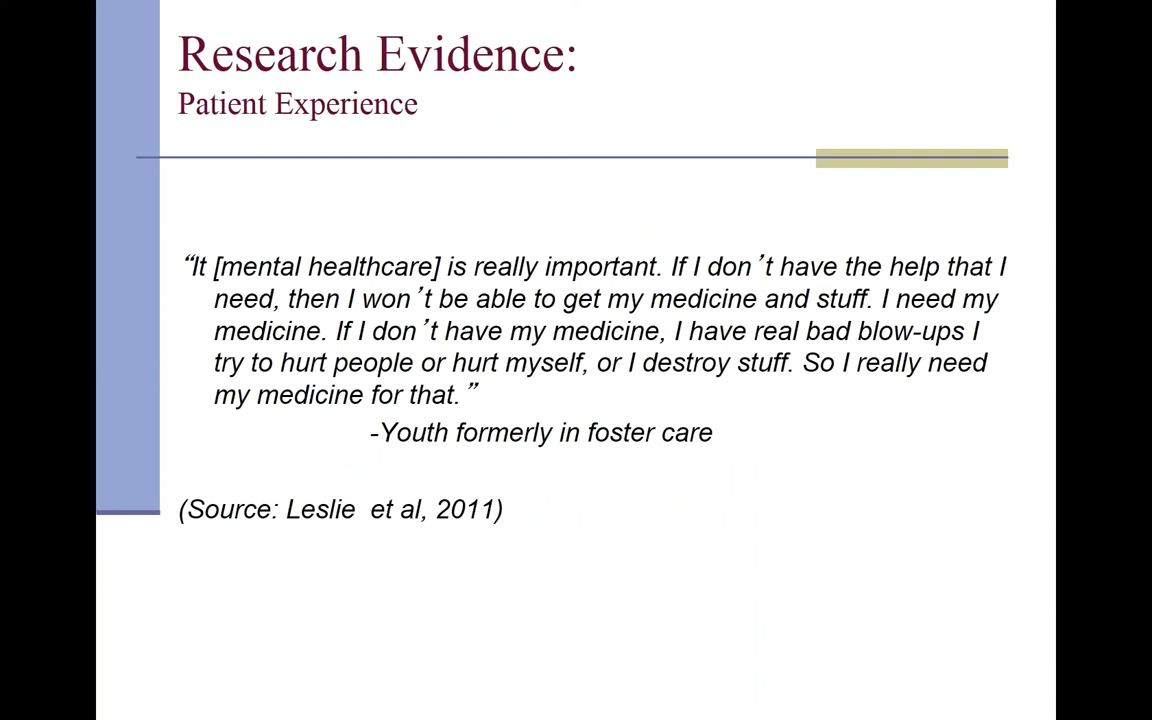 Research Evidence:
Patient Experience
“It [mental healthcare] is really important. If I don’t have the help that I
need, then I won’t be able to get my medicine and stuff. I need my
medicine. If I don’t have my medicine, I have real bad blow-ups I
try to hurt people or hurt myself, or I destroy stuff. So I really need
my medicine for that.”
-Youth formerly in foster care
(Source: Leslie  et al, 2011)